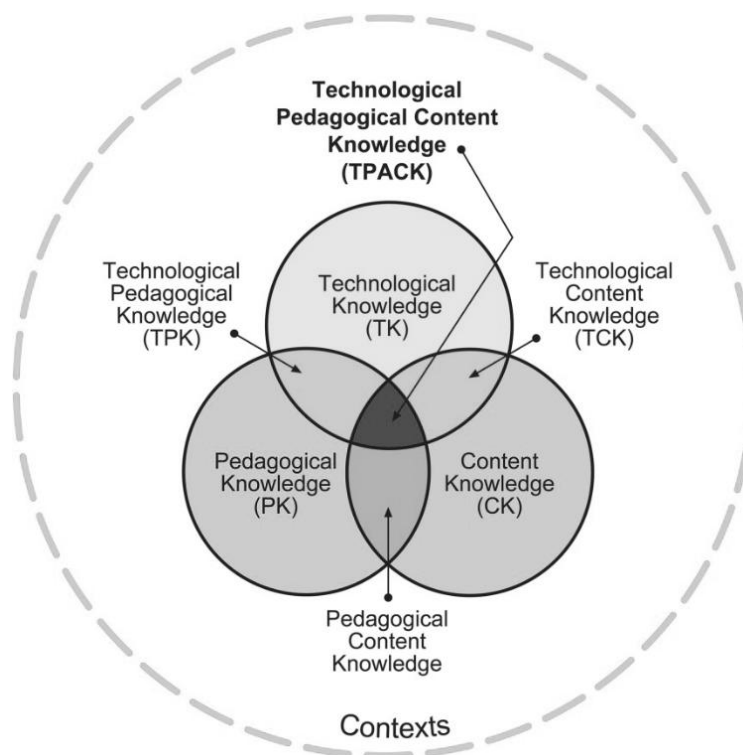 Technological
Pedagogical Content
Knowledge
(TPACK)
Technological
Pedagogical
Knowledge
(TPK)
Technological
Knowledge
(TK)
Technological
Content
Knowledge
(TCK)
Pedagogical
Knowledge
(PK)
Content
Knowledge
(CK)
Pedagogical
Content
Knowledge
Contexts